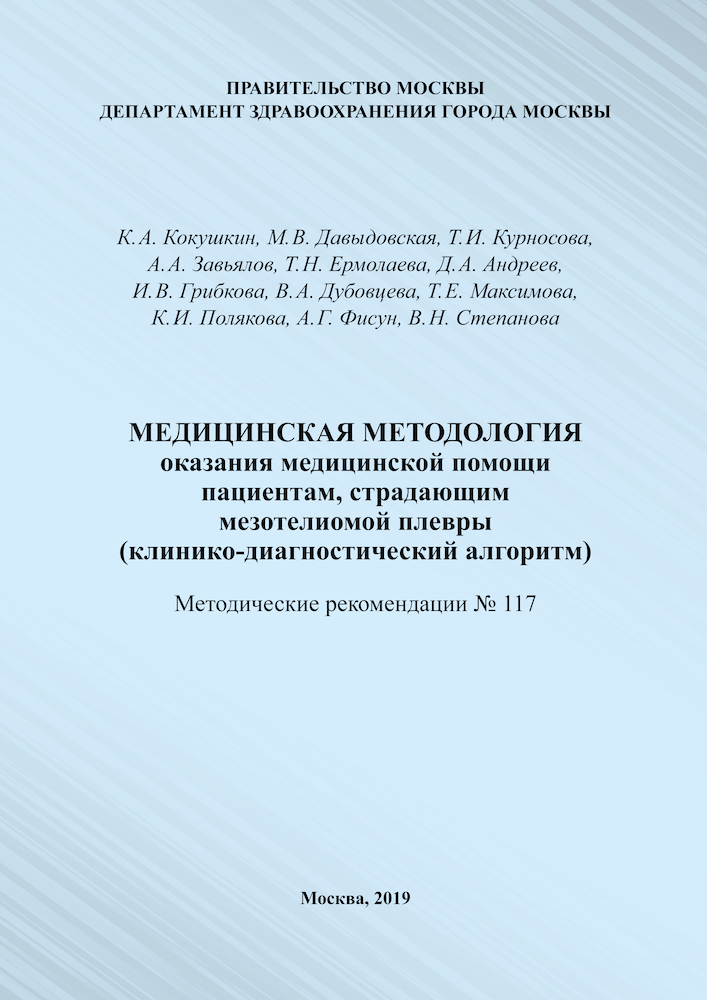 ПРАВИТЕЛЬСТВО МОСКВЫ
ДЕПАРТАМЕНТ ЗДРАВООХРАНЕНИЯ ГОРОДА МОСКВЫ
К. А. Кокушкин, М. В. Давыдовская, Т. И. Курносова,
А. А. Завьялов, Т. Н. Ермолаева, Д. А. Андреев,
И. В. Грибкова, В. А. Дубовцева, Т. Е. Максимова,
К. И. Полякова, А. Г. Фисун, В. Н. Степанова
МЕДИЦИНСКАЯ МЕТОДОЛОГИЯ
оказания медицинской помощи
пациентам, страдающим
мезотелиомой плевры
(клинико-диагностический алгоритм)
Методические рекомендации № 117
Москва, 2019